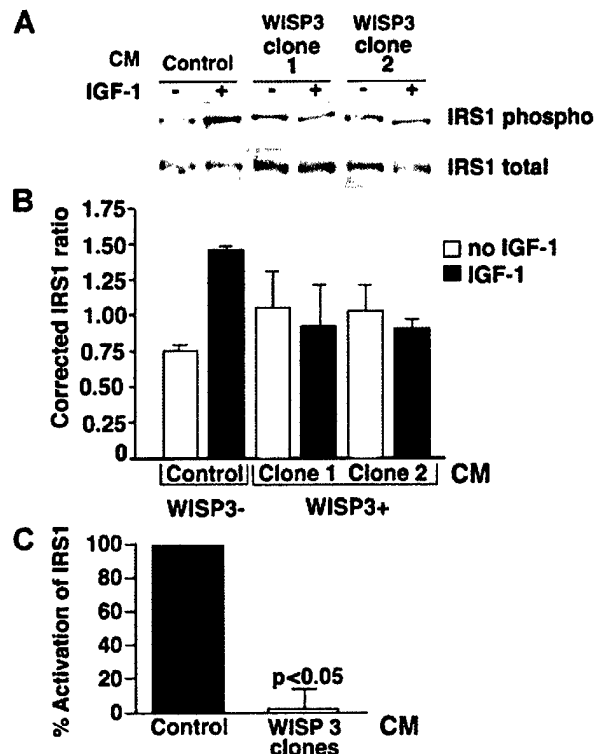 A
CM Control WISP3 clone 1 WISP3 clone 2
IGF-1 - + - + - +
IRS1 phospho
IRS1 total
B
Corrected IRS1 ratio
1.75
1.50
1.25
1.00
0.75
0.50
0.25
0
no IGF-1
IGF-1
Control Clone 1 Clone 2 CM
WISP3- WISP3+
C
% Activation of IRS1
100
80
60
40
20
0
p<0.05
Control WISP 3 clones CM